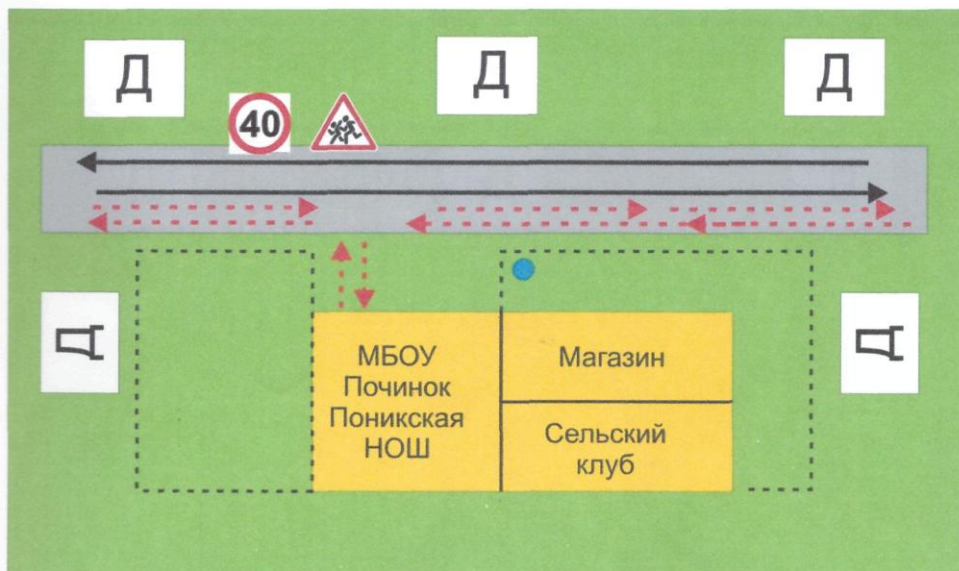 Д
Д
Д
40
Д
МБОУ
Починок
Поникская
НОШ
Магазин
Сельский
клуб
Д